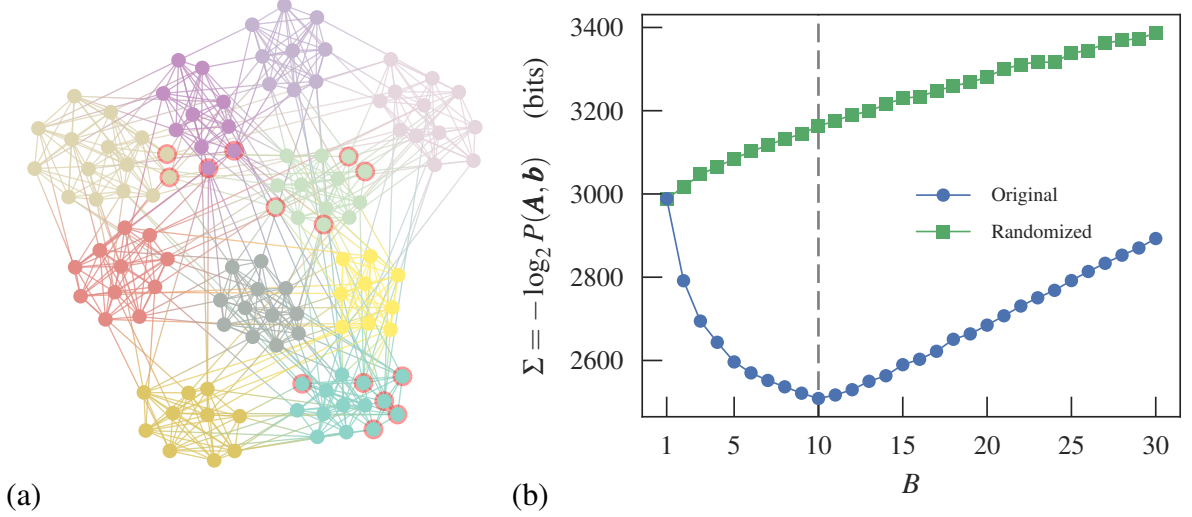 (a)
(b)
Σ = −log₂ P(A, b) (bits)
3400
3200
3000
2800
2600
Original
Randomized
1 5 10 15 20 25 30
B